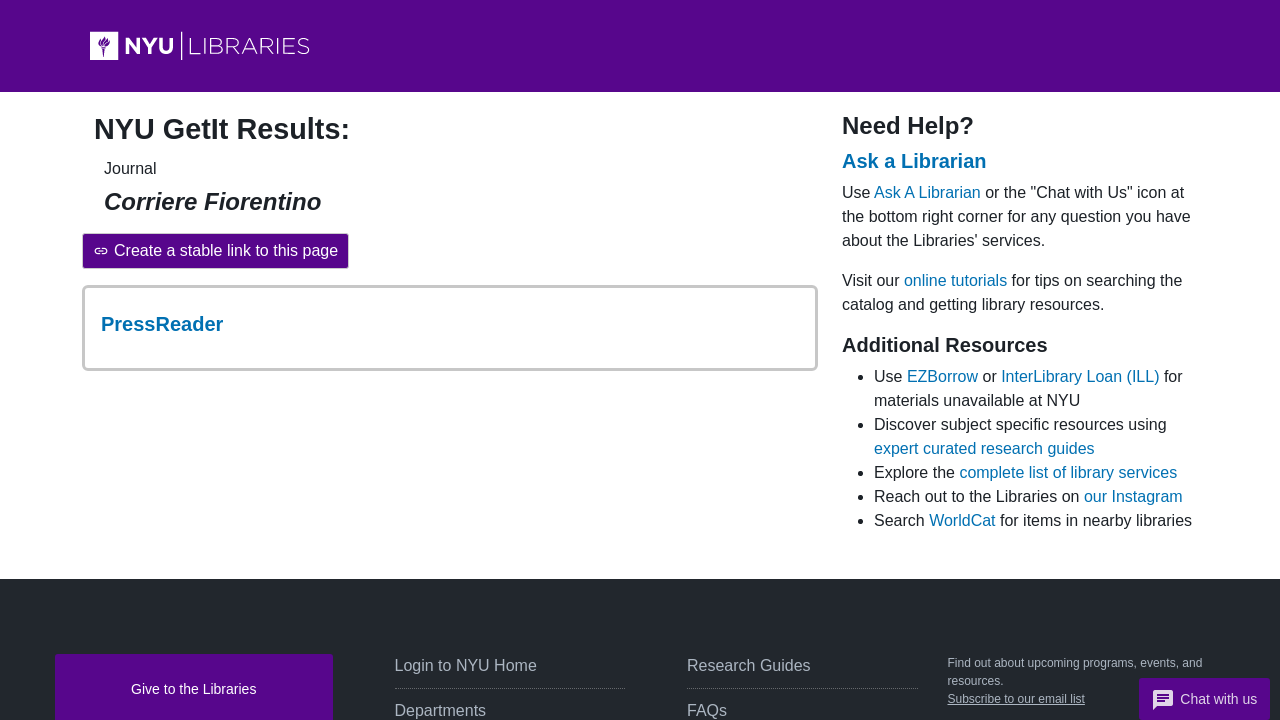 NYU LIBRARIES
NYU GetIt Results:
Journal
Corriere Fiorentino
Create a stable link to this page
PressReader
Need Help?
Ask a Librarian
Use Ask A Librarian or the "Chat with Us" icon at
the bottom right corner for any question you have
about the Libraries' services.
Visit our online tutorials for tips on searching the
catalog and getting library resources.
Additional Resources
Use EZBorrow or InterLibrary Loan (ILL) for
materials unavailable at NYU
Discover subject specific resources using
expert curated research guides
Explore the complete list of library services
Reach out to the Libraries on our Instagram
Search WorldCat for items in nearby libraries
Give to the Libraries
Login to NYU Home
Departments
Research Guides
FAQs
Find out about upcoming programs, events, and
resources.
Subscribe to our email list
Chat with us